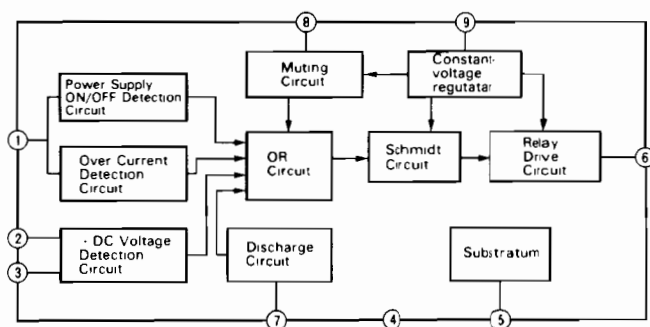 8
9
Muting
Circuit
Constant-
voltage
regutatar
Power Supply
ON/OFF Detection
Circuit
1
Over Current
Detection
Circuit
OR
Circuit
Schmidt
Circuit
Relay
Drive
Circuit
6
2
3
· DC Voltage
Detection
Circuit
Discharge
Circuit
Substratum
7
4
5